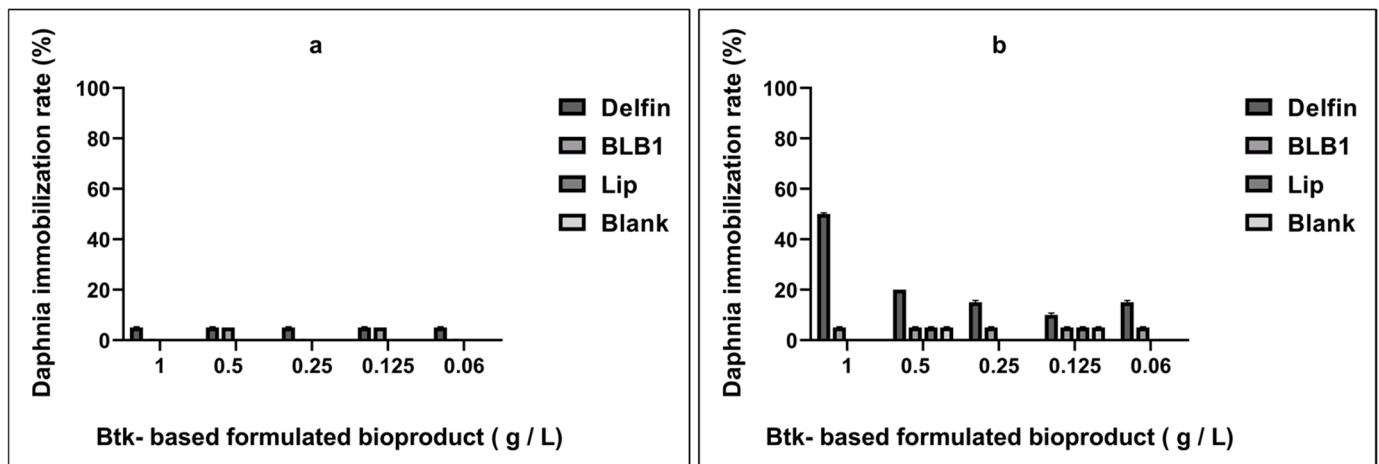 a
Daphnia immobilization rate (%)
100
80
60
40
20
0
1 0.5 0.25 0.125 0.06
Btk- based formulated bioproduct ( g / L)
Delfin
BLB1
Lip
Blank
b
Daphnia immobilization rate (%)
100
80
60
40
20
0
1 0.5 0.25 0.125 0.06
Btk- based formulated bioproduct ( g / L)
Delfin
BLB1
Lip
Blank